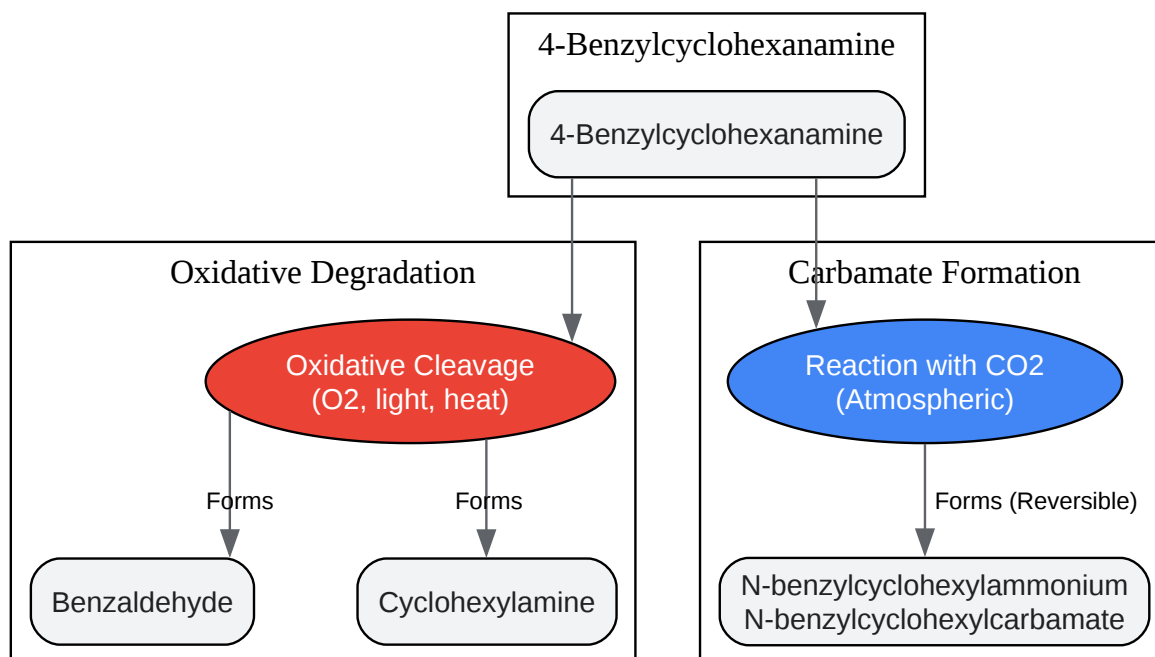 4-Benzylcyclohexanamine
4-Benzylcyclohexanamine
Oxidative Degradation
Oxidative Cleavage
(O2, light, heat)
Forms
Forms
Benzaldehyde
Cyclohexylamine
Carbamate Formation
Reaction with CO2
(Atmospheric)
Forms (Reversible)
N-benzylcyclohexylammonium
N-benzylcyclohexylcarbamate